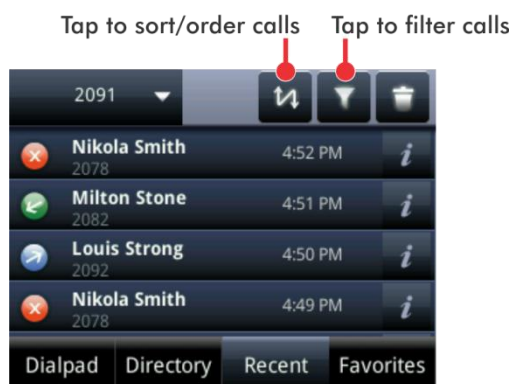 Tap to sort/order calls Tap to filter calls
2091
Nikola Smith 4:52 PM i
2078
Milton Stone 4:51 PM i
2082
Louis Strong 4:50 PM i
2092
Nikola Smith 4:49 PM i
2078
Dialpad Directory Recent Favorites